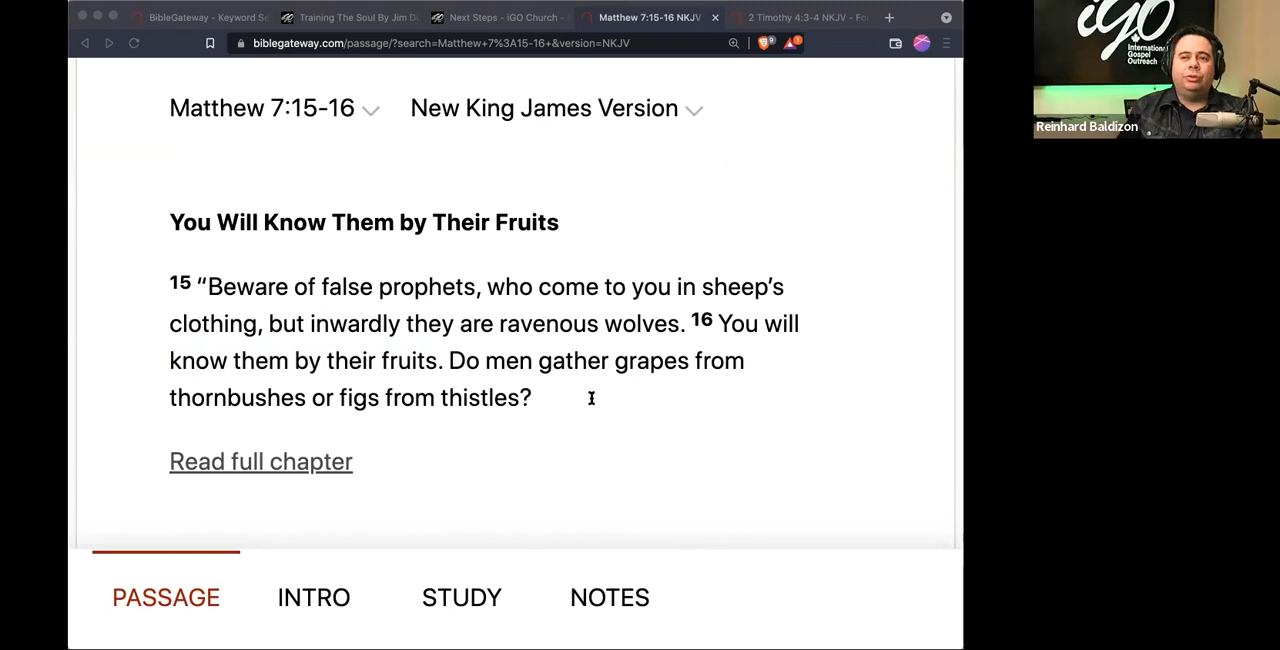 BibleGateway - Keyword Se
Training The Soul By Jim D
Next Steps - iGO Church -
Matthew 7:15-16 NKJV
2 Timothy 4:3-4 NKJV - Fo
biblegateway.com/passage/?search=Matthew+7%3A15-16+&version=NKJV
9
1
Matthew 7:15-16 New King James Version
You Will Know Them by Their Fruits
15 “Beware of false prophets, who come to you in sheep’s
clothing, but inwardly they are ravenous wolves. 16 You will
know them by their fruits. Do men gather grapes from
thornbushes or figs from thistles?
Read full chapter
PASSAGE INTRO STUDY NOTES
iGO
International
Gospel
Outreach
Reinhard Baldizon